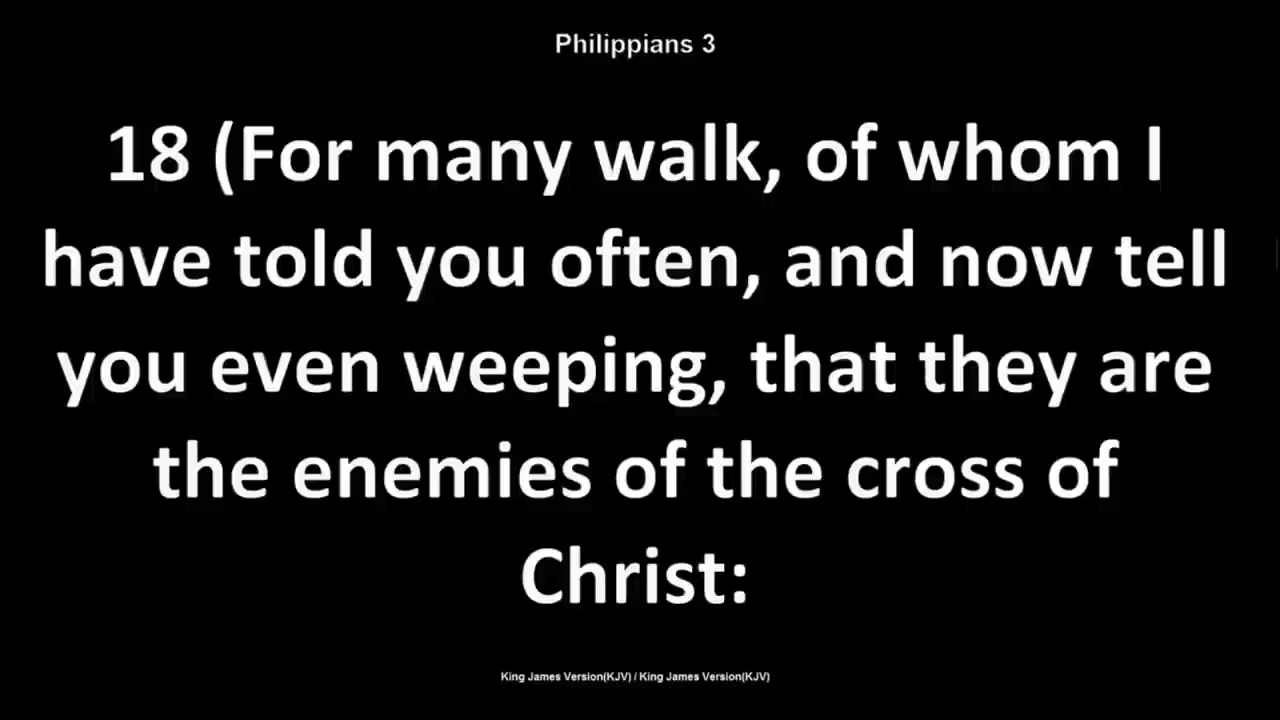 Philippians 3
18 (For many walk, of whom I
have told you often, and now tell
you even weeping, that they are
the enemies of the cross of
Christ:
King James Version(KJV) / King James Version(KJV)